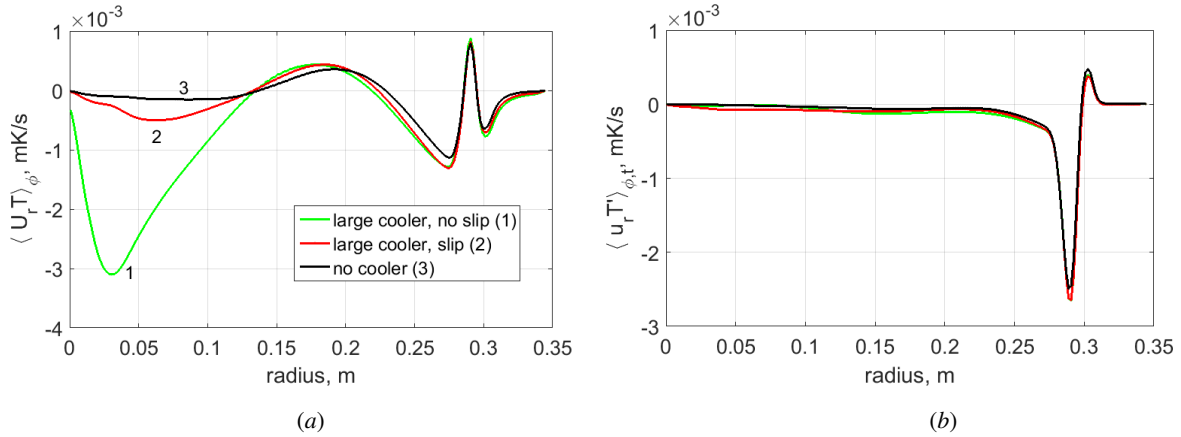 ×10⁻³
1
0
-1
-2
-3
-4
⟨ U_r T⟩_ϕ, mK/s
3
2
1
large cooler, no slip (1)
large cooler, slip (2)
no cooler (3)
0 0.05 0.1 0.15 0.2 0.25 0.3 0.35
radius, m
(a)
×10⁻³
1
0
-1
-2
-3
⟨ u_r T'⟩_ϕ,t, mK/s
0 0.05 0.1 0.15 0.2 0.25 0.3 0.35
radius, m
(b)